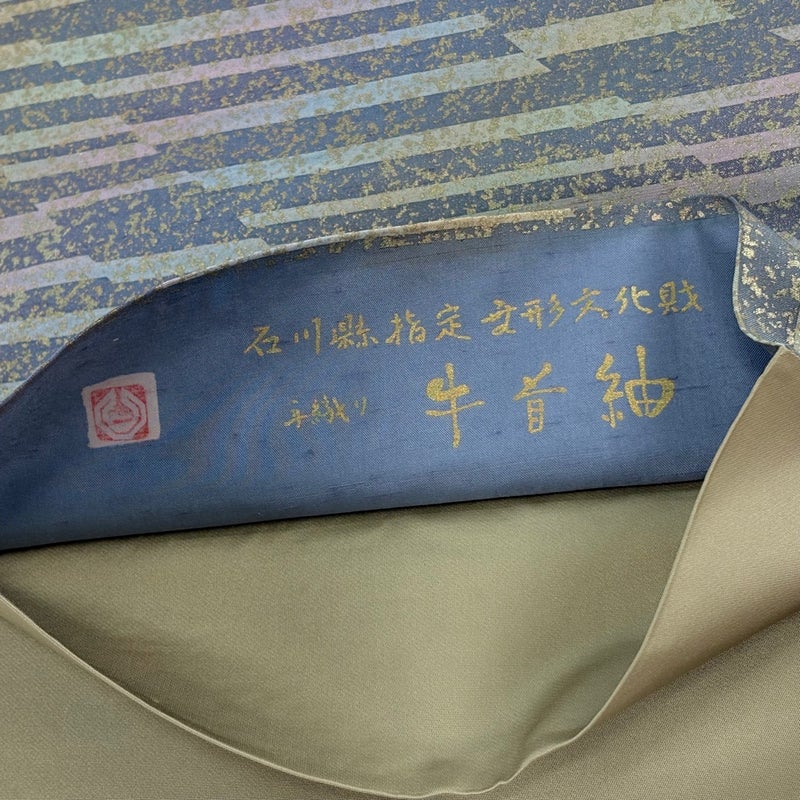 石川縣指定無形文化財
手織り 牛首紬